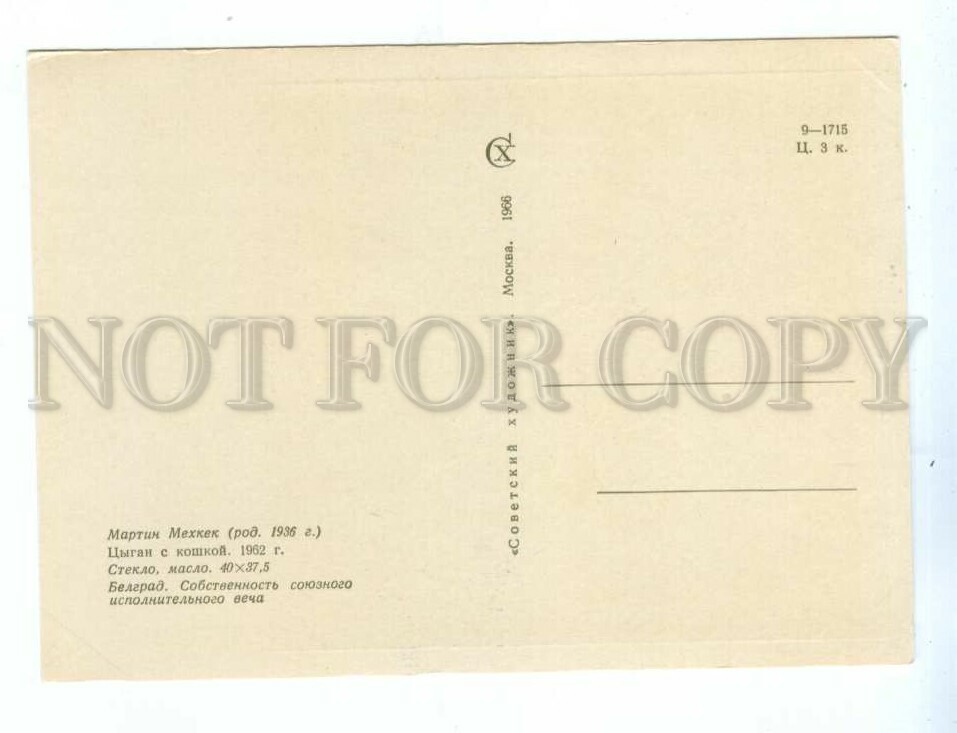 9—1715
Ц. 3 к.
СХ
«Советский художник». Москва. 1966
NOT FOR COPY
Мартин Мехкек (род. 1936 г.)
Цыган с кошкой. 1962 г.
Стекло, масло. 40×37,5
Белград. Собственность союзного
исполнительного веча